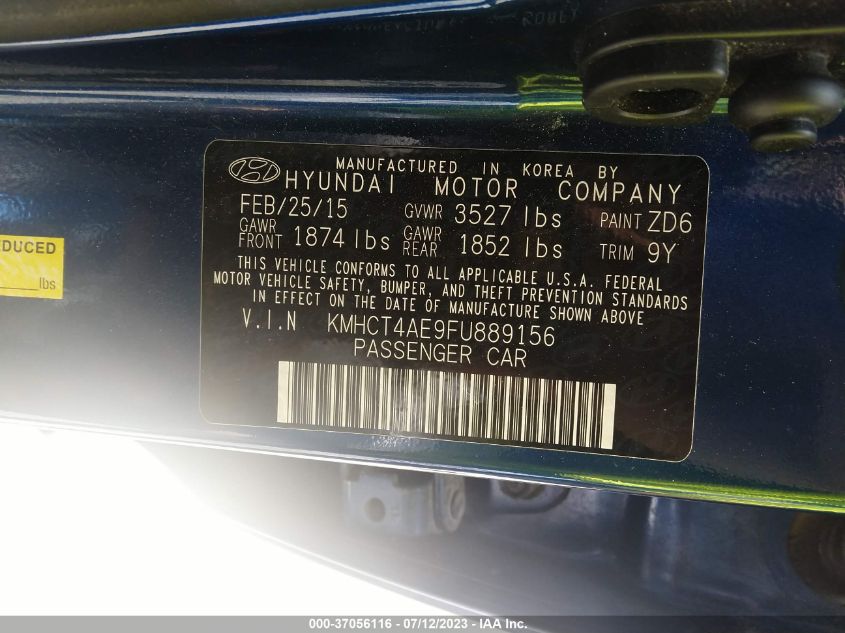 MANUFACTURED IN KOREA BY
HYUNDAI MOTOR COMPANY
FEB/25/15 GVWR 3527 lbs PAINT ZD6
GAWR FRONT 1874 lbs GAWR REAR 1852 lbs TRIM 9Y
THIS VEHICLE CONFORMS TO ALL APPLICABLE U.S.A. FEDERAL
MOTOR VEHICLE SAFETY, BUMPER, AND THEFT PREVENTION STANDARDS
IN EFFECT ON THE DATE OF MANUFACTURE SHOWN ABOVE
V.I.N KMHCT4AE9FU889156
PASSENGER CAR
EDUCED
lbs
000-37056116 - 07/12/2023 - IAA Inc.